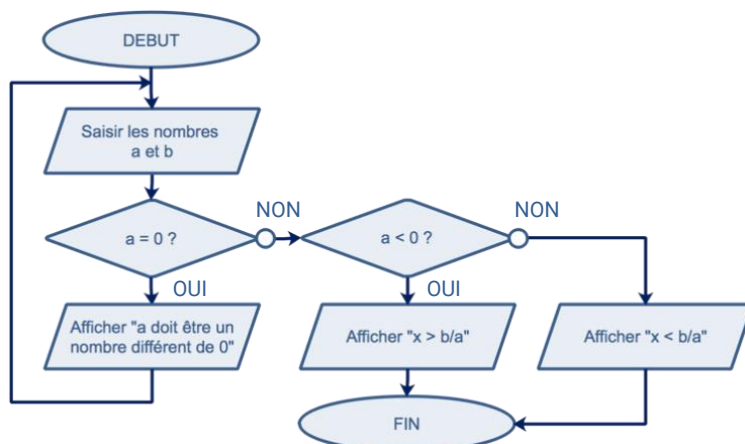 DEBUT
Saisir les nombres
a et b
a = 0 ?
NON
a < 0 ?
NON
OUI
OUI
Afficher "a doit être un
nombre différent de 0"
Afficher "x > b/a"
Afficher "x < b/a"
FIN